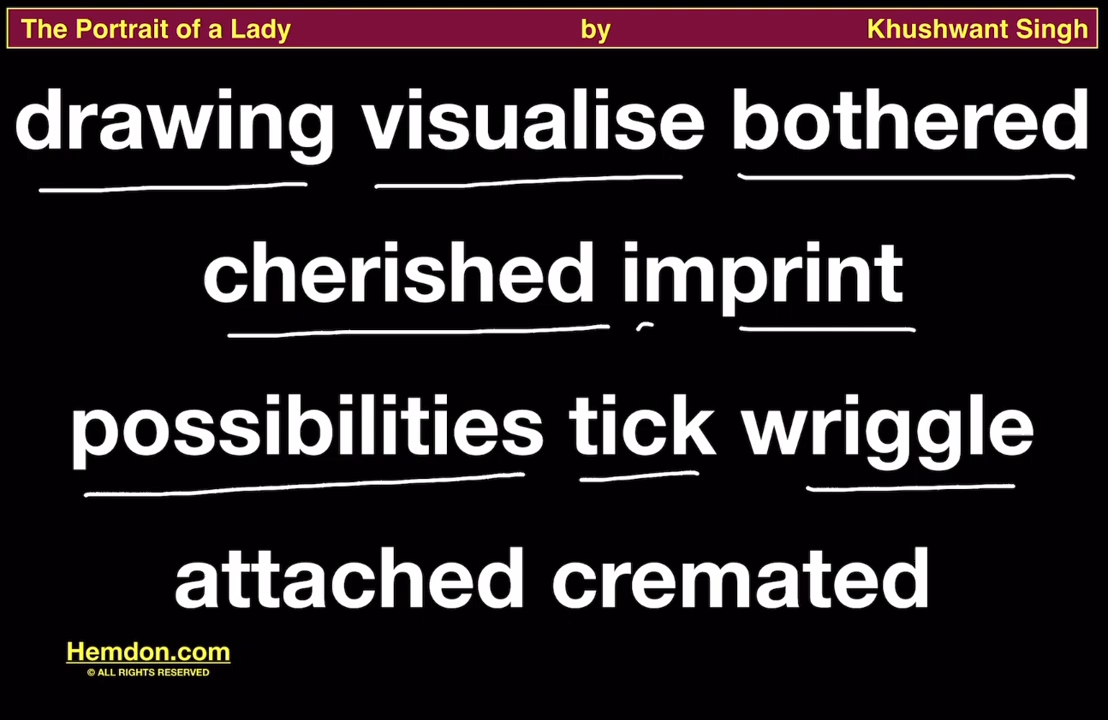 The Portrait of a Lady by Khushwant Singh
drawing visualise bothered
cherished imprint
possibilities tick wriggle
attached cremated
Hemdon.com
© ALL RIGHTS RESERVED